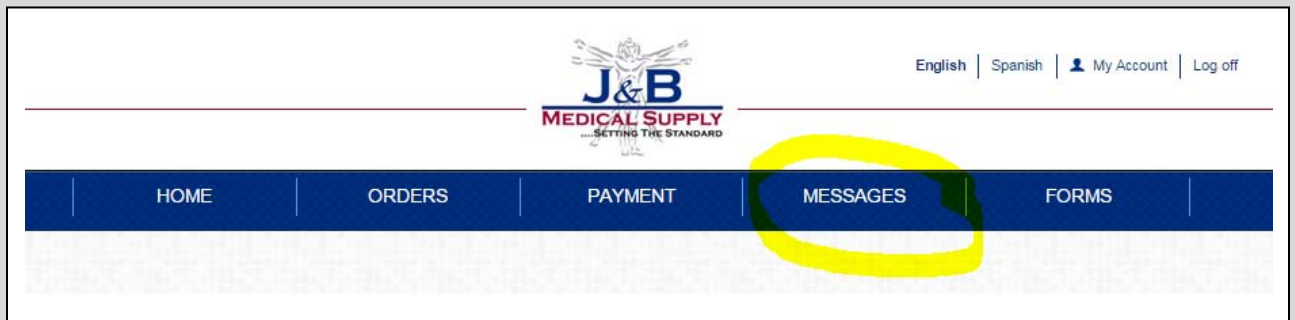 English | Spanish | My Account | Log off
J&B
MEDICAL SUPPLY
....SETTING THE STANDARD
HOME ORDERS PAYMENT MESSAGES FORMS